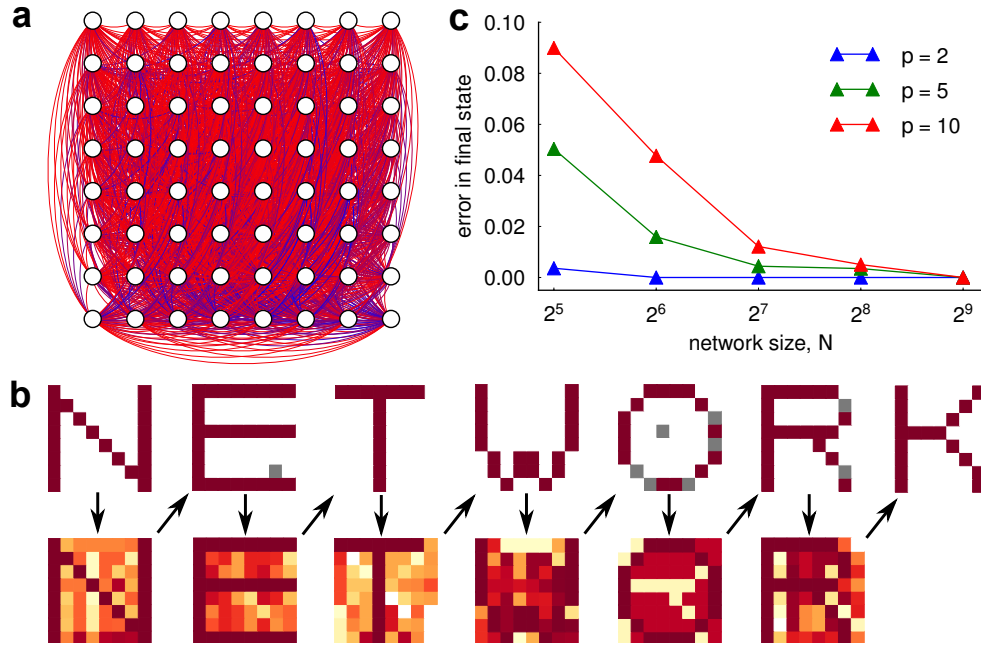 a
c
0.10
0.08
0.06
0.04
0.02
0.00
error in final state
p = 2
p = 5
p = 10
2⁵ 2⁶ 2⁷ 2⁸ 2⁹
network size, N
b
N E T W O R K